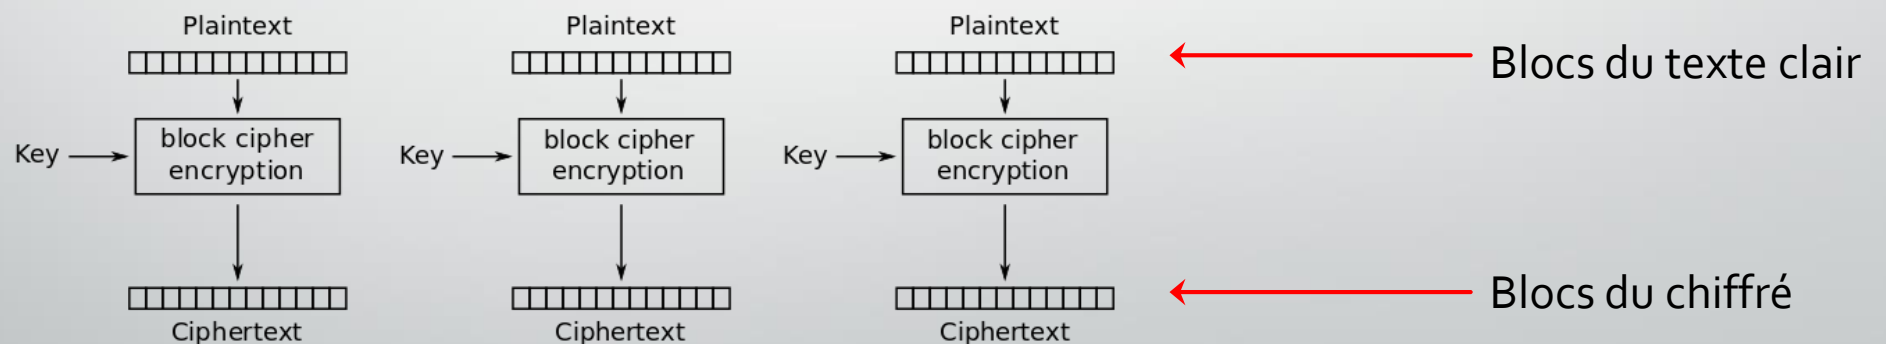 Plaintext
Plaintext
Plaintext
Blocs du texte clair
Key
block cipher
encryption
Key
block cipher
encryption
Key
block cipher
encryption
Blocs du chiffré
Ciphertext
Ciphertext
Ciphertext